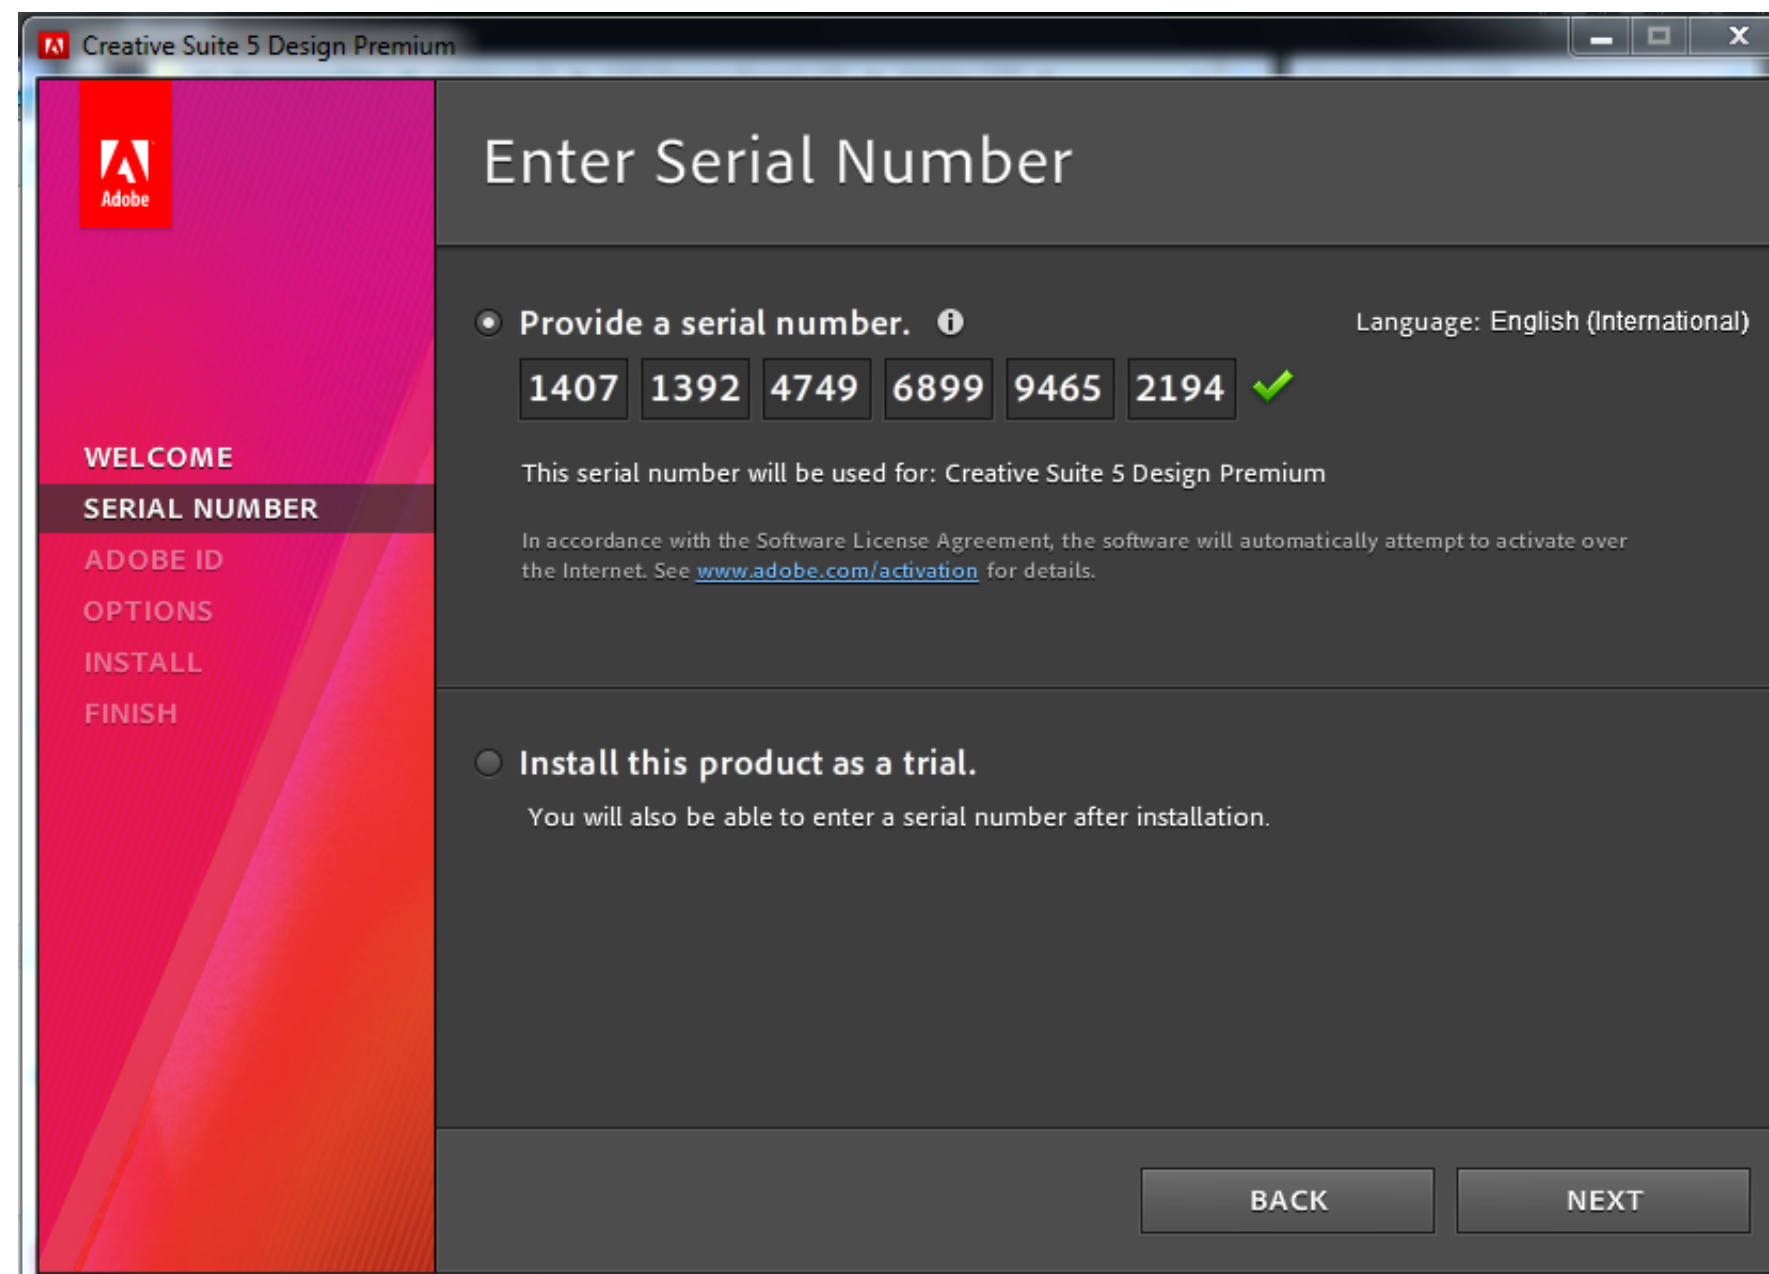 Creative Suite 5 Design Premium
Adobe
Enter Serial Number
Provide a serial number.
Language: English (International)
1407 1392 4749 6899 9465 2194
This serial number will be used for: Creative Suite 5 Design Premium
In accordance with the Software License Agreement, the software will automatically attempt to activate over
the Internet. See www.adobe.com/activation for details.
WELCOME
SERIAL NUMBER
ADOBE ID
OPTIONS
INSTALL
FINISH
Install this product as a trial.
You will also be able to enter a serial number after installation.
BACK
NEXT